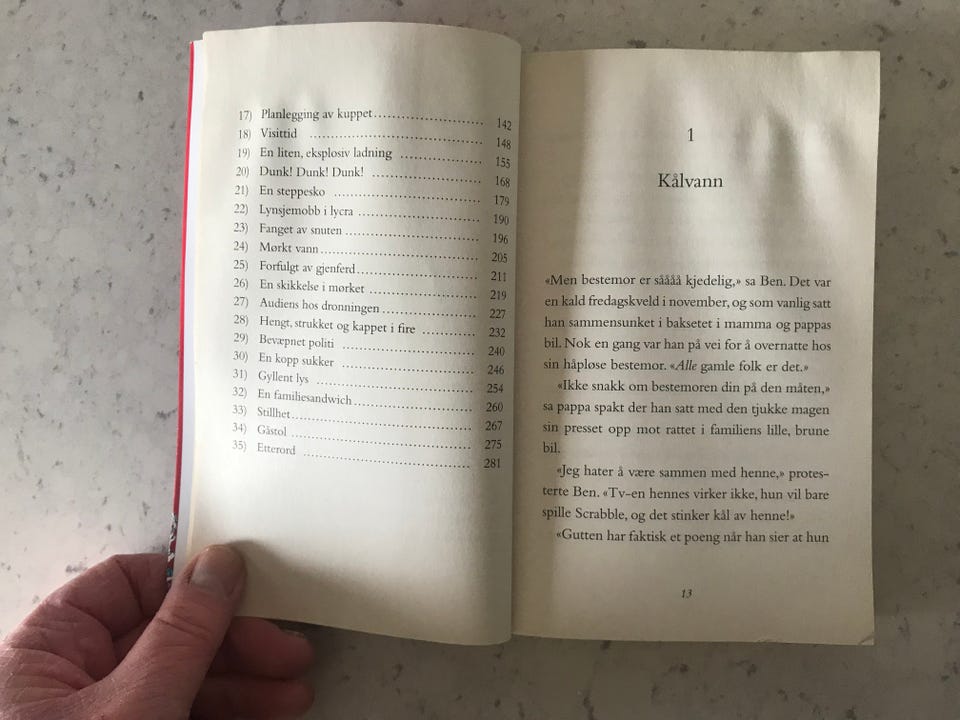 17) Planlegging av kuppet.......................... 142
18) Visittid .......................................... 148
19) En liten, eksplosiv ladning .................... 155
20) Dunk! Dunk! Dunk! .......................... 168
21) En steppesko ................................... 179
22) Lynsjemobb i lycra ............................. 190
23) Fanget av snuten ................................ 196
24) Mørkt vann ..................................... 205
25) Forfulgt av gjenferd............................. 211
26) En skikkelse i mørket ........................... 219
27) Audiens hos dronningen ....................... 227
28) Hengt, strukket og kappet i fire ............. 232
29) Bevæpnet politi ................................ 240
30) En kopp sukker ................................ 246
31) Gyllent lys ...................................... 254
32) En familiesandwich............................. 260
33) Stillhet........................................... 267
34) Gåstol ........................................... 275
35) Etterord ......................................... 281
1
Kålvann
«Men bestemor er såååå kjedelig,» sa Ben. Det var
en kald fredagskveld i november, og som vanlig satt
han sammensunket i baksetet i mamma og pappas
bil. Nok en gang var han på vei for å overnatte hos
sin håpløse bestemor. «Alle gamle folk er det.»
«Ikke snakk om bestemoren din på den måten,»
sa pappa spakt der han satt med den tjukke magen
sin presset opp mot rattet i familiens lille, brune
bil.
«Jeg hater å være sammen med henne,» protes-
terte Ben. «Tv-en hennes virker ikke, hun vil bare
spille Scrabble, og det stinker kål av henne!»
«Gutten har faktisk et poeng når han sier at hun
13